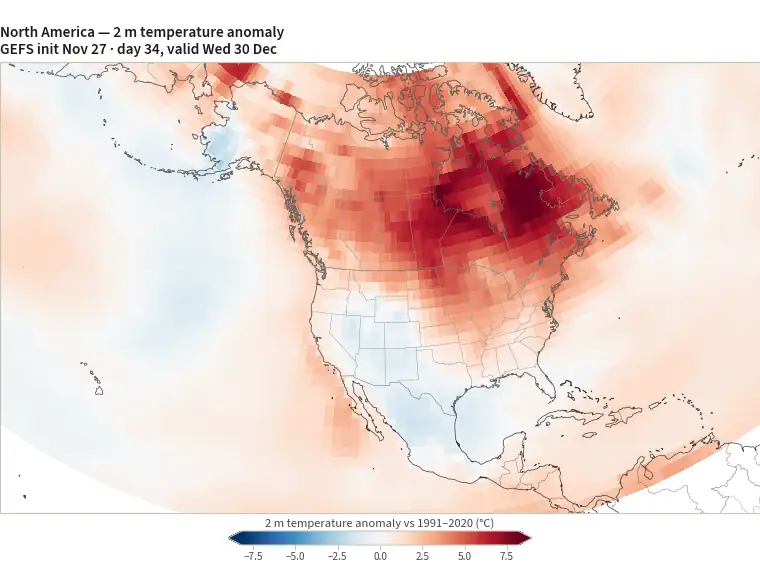 North America — 2 m temperature anomaly
GEFS init Nov 27 · day 34, valid Wed 30 Dec
2 m temperature anomaly vs 1991–2020 (°C)
−7.5 −5.0 −2.5 0.0 2.5 5.0 7.5